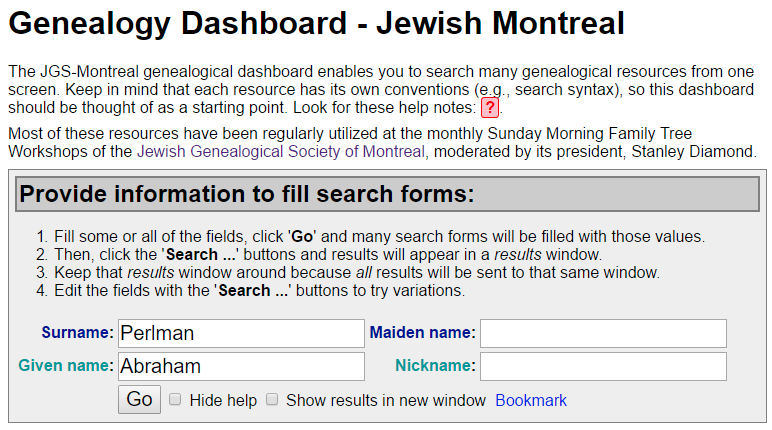 Genealogy Dashboard - Jewish Montreal
The JGS-Montreal genealogical dashboard enables you to search many genealogical resources from one
screen. Keep in mind that each resource has its own conventions (e.g., search syntax), so this dashboard
should be thought of as a starting point. Look for these help notes: ?.
Most of these resources have been regularly utilized at the monthly Sunday Morning Family Tree
Workshops of the Jewish Genealogical Society of Montreal, moderated by its president, Stanley Diamond.
Provide information to fill search forms:
1. Fill some or all of the fields, click 'Go' and many search forms will be filled with those values.
2. Then, click the 'Search ...' buttons and results will appear in a results window.
3. Keep that results window around because all results will be sent to that same window.
4. Edit the fields with the 'Search ...' buttons to try variations.
Surname: Perlman Maiden name:
Given name: Abraham Nickname:
Go Hide help Show results in new window Bookmark